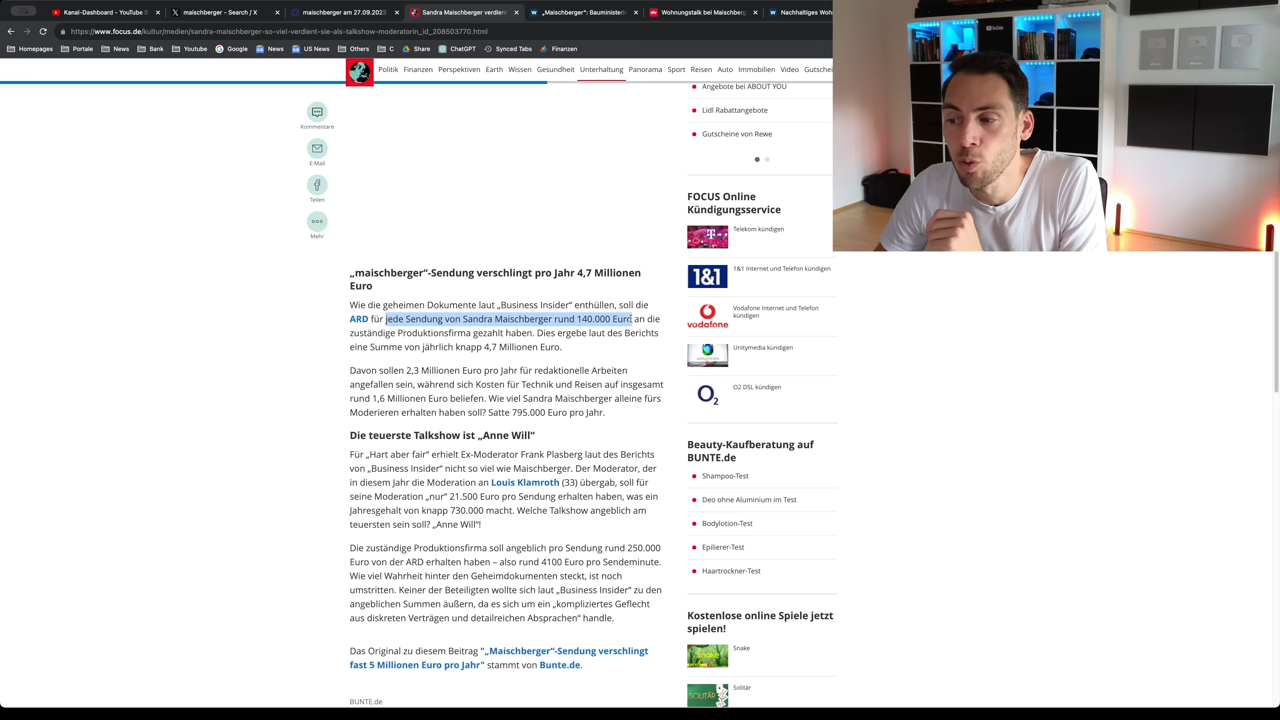 Kanal-Dashboard – YouTube S
maischberger - Search / X
maischberger am 27.09.2023
Sandra Maischberger verdien
„Maischberger“: Bauministeri
Wohnungstalk bei Maischberg
Nachhaltiges Wohn
https://www.focus.de/kultur/medien/sandra-maischberger-so-viel-verdient-sie-als-talkshow-moderatorin_id_208503770.html
Homepages
Portale
News
Bank
Youtube
Google
News
US News
Others
C
Shop
ChatGPT
Synced Tabs
Finanzen
Politik Finanzen Perspektiven Earth Wissen Gesundheit Unterhaltung Panorama Sport Reisen Auto Immobilien Video Gutschei
Kommentare
E-Mail
Teilen
Mehr
„maischberger“-Sendung verschlingt pro Jahr 4,7 Millionen
Euro
Wie die geheimen Dokumente laut „Business Insider“ enthüllen, soll die
ARD für jede Sendung von Sandra Maischberger rund 140.000 Euro an die
zuständige Produktionsfirma gezahlt haben. Dies ergebe laut des Berichts
eine Summe von jährlich knapp 4,7 Millionen Euro.
Davon sollen 2,3 Millionen Euro pro Jahr für redaktionelle Arbeiten
angefallen sein, während sich Kosten für Technik und Reisen auf insgesamt
rund 1,6 Millionen Euro beliefen. Wie viel Sandra Maischberger alleine fürs
Moderieren erhalten haben soll? Satte 795.000 Euro pro Jahr.
Die teuerste Talkshow ist „Anne Will“
Für „Hart aber fair“ erhielt Ex-Moderator Frank Plasberg laut des Berichts
von „Business Insider“ nicht so viel wie Maischberger. Der Moderator, der
in diesem Jahr die Moderation an Louis Klamroth (33) übergab, soll für
seine Moderation „nur“ 21.500 Euro pro Sendung erhalten haben, was ein
Jahresgehalt von knapp 730.000 macht. Welche Talkshow angeblich am
teuersten sein soll? „Anne Will“!
Die zuständige Produktionsfirma soll angeblich pro Sendung rund 250.000
Euro von der ARD erhalten haben – also rund 4100 Euro pro Sendeminute.
Wie viel Wahrheit hinter den Geheimdokumenten steckt, ist noch
umstritten. Keiner der Beteiligten wollte sich laut „Business Insider“ zu den
angeblichen Summen äußern, da es sich um ein „kompliziertes Geflecht
aus diskreten Verträgen und detailreichen Absprachen“ handle.
Das Original zu diesem Beitrag "„Maischberger“-Sendung verschlingt
fast 5 Millionen Euro pro Jahr" stammt von Bunte.de.
BUNTE.de
Angebote bei ABOUT YOU
Lidl Rabattangebote
Gutscheine von Rewe
FOCUS Online
Kündigungsservice
Telekom kündigen
1&1
1&1 Internet und Telefon kündigen
vodafone
Vodafone Internet und Telefon
kündigen
Unitymedia kündigen
O2
O2 DSL kündigen
Beauty-Kaufberatung auf
BUNTE.de
Shampoo-Test
Deo ohne Aluminium im Test
Bodylotion-Test
Epilierer-Test
Haartrockner-Test
Kostenlose online Spiele jetzt
spielen!
Snake
Snake
SOLITÄR
Solitär